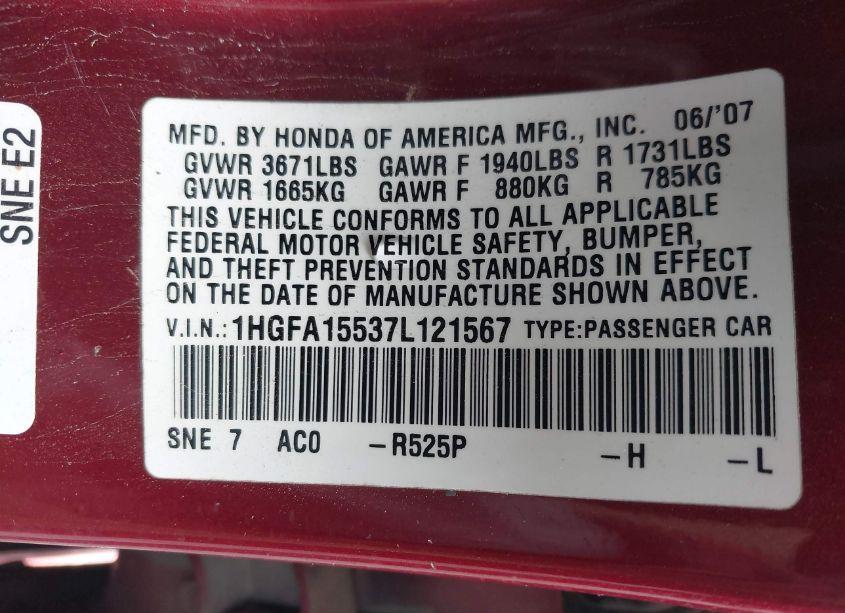 SNE E2
MFD. BY HONDA OF AMERICA MFG., INC. 06/'07
GVWR 3671LBS GAWR F 1940LBS R 1731LBS
GVWR 1665KG GAWR F 880KG R 785KG
THIS VEHICLE CONFORMS TO ALL APPLICABLE
FEDERAL MOTOR VEHICLE SAFETY, BUMPER,
AND THEFT PREVENTION STANDARDS IN EFFECT
ON THE DATE OF MANUFACTURE SHOWN ABOVE.
V.I.N.:1HGFA15537L121567 TYPE:PASSENGER CAR
SNE 7 AC0 -R525P -H -L